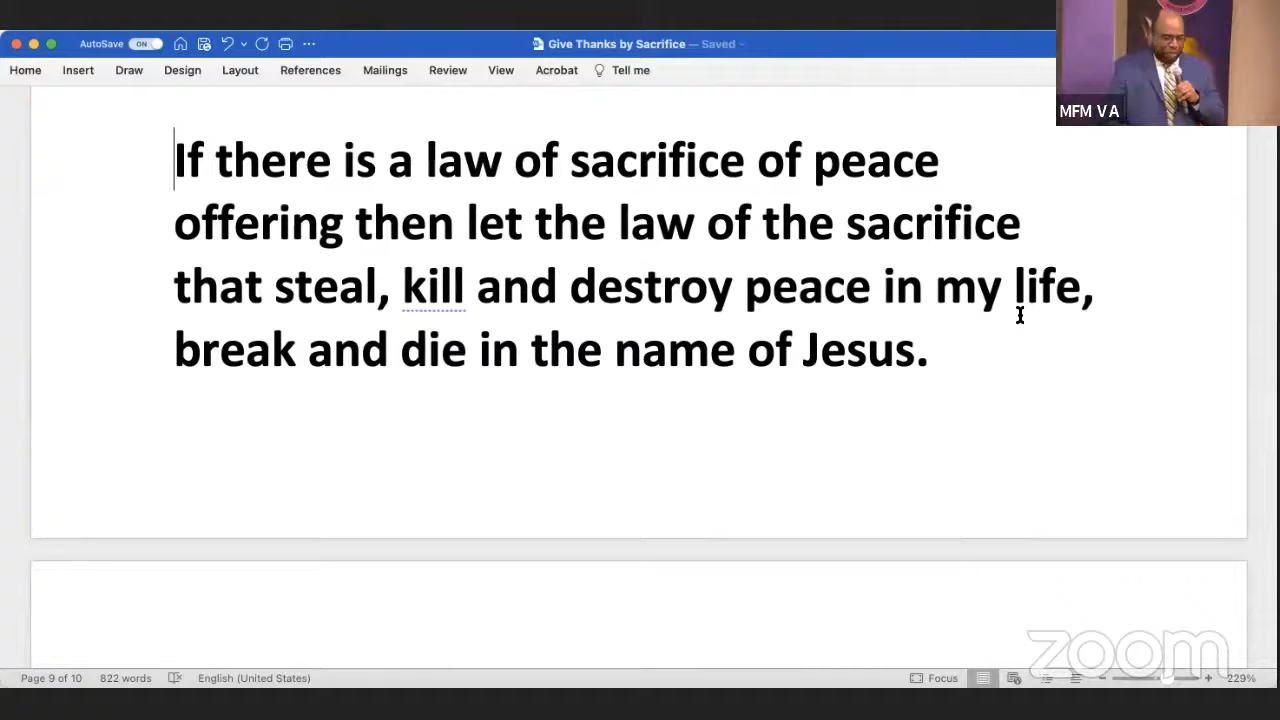 AutoSave ON Give Thanks by Sacrifice — Saved
Home Insert Draw Design Layout References Mailings Review View Acrobat Tell me
MFM VA
If there is a law of sacrifice of peace
offering then let the law of the sacrifice
that steal, kill and destroy peace in my life,
break and die in the name of Jesus.
zoom
Page 9 of 10 822 words English (United States) Focus 229%